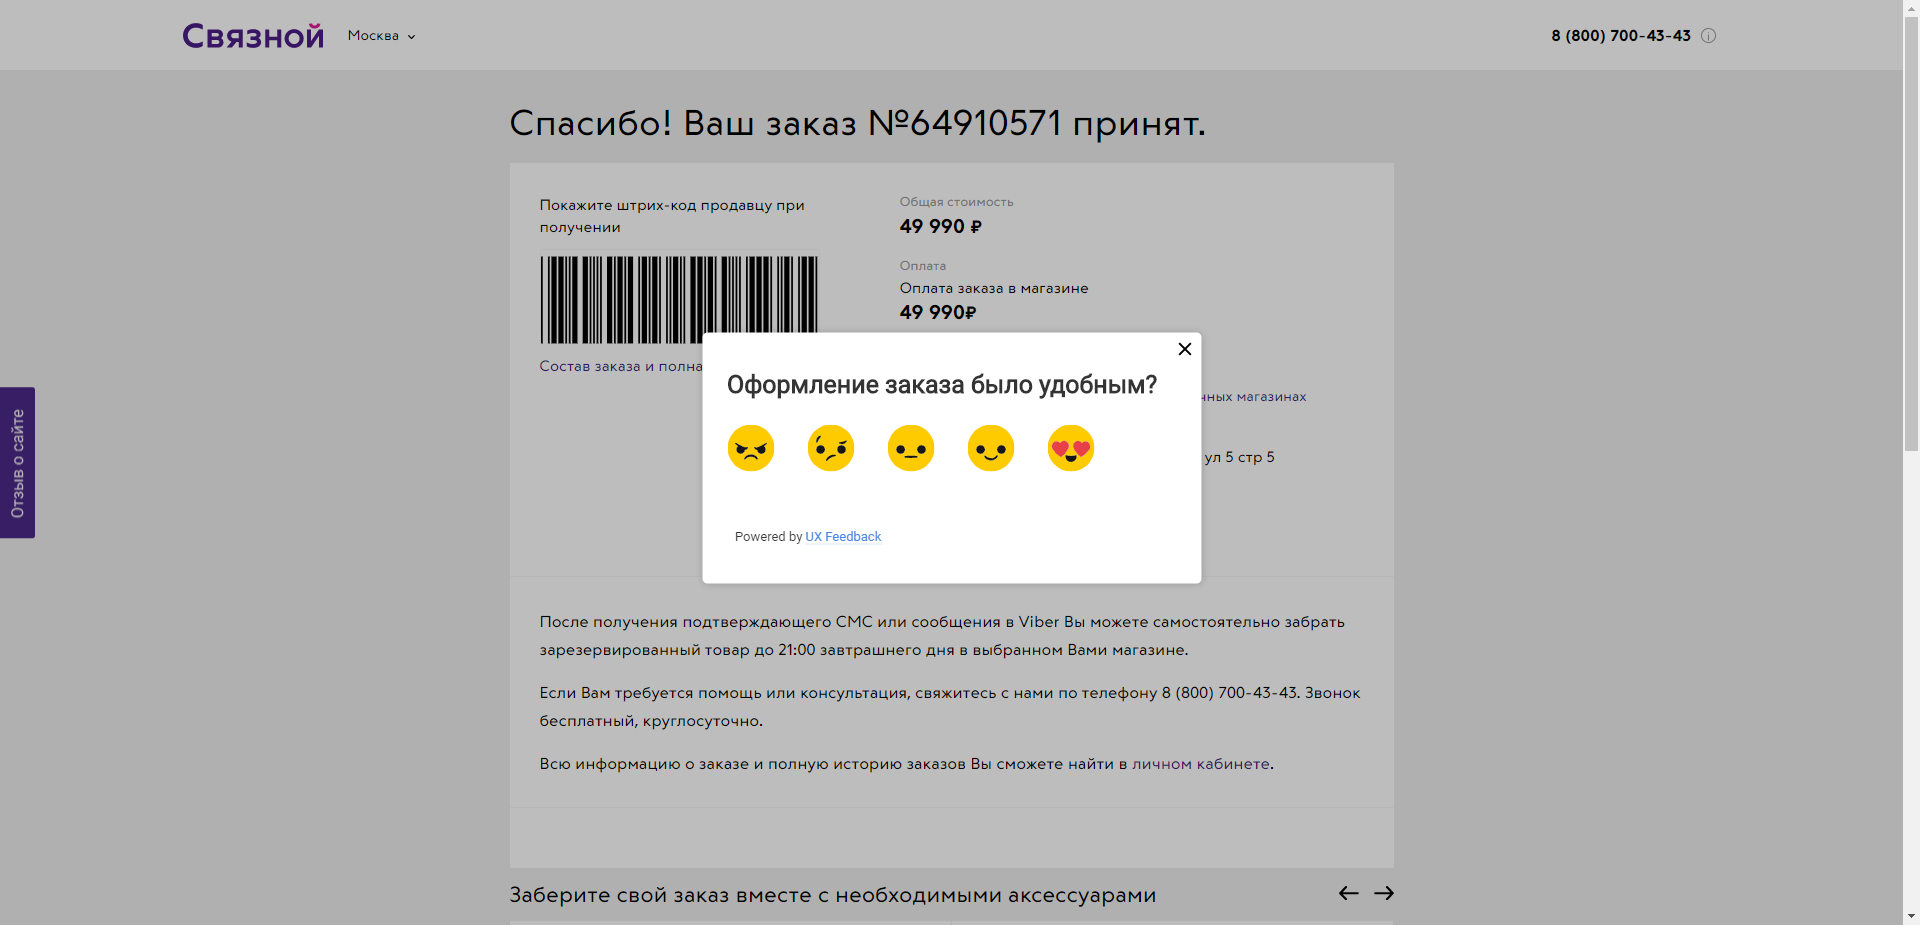 Связной
Москва
8 (800) 700-43-43
Спасибо! Ваш заказ №64910571 принят.
Покажите штрих-код продавцу при
получении
Общая стоимость
49 990 ₽
Оплата
Оплата заказа в магазине
49 990₽
Состав заказа и
магазинах
ул 5 стр 5
Отзыв о сайте
Оформление заказа было удобным?
Powered by UX Feedback
После получения подтверждающего СМС или сообщения в Viber Вы можете самостоятельно забрать
зарезервированный товар до 21:00 завтрашнего дня в выбранном Вами магазине.
Если Вам требуется помощь или консультация, свяжитесь с нами по телефону 8 (800) 700-43-43. Звонок
бесплатный, круглосуточно.
Всю информацию о заказе и полную историю заказов Вы сможете найти в личном кабинете.
Заберите свой заказ вместе с необходимыми аксессуарами